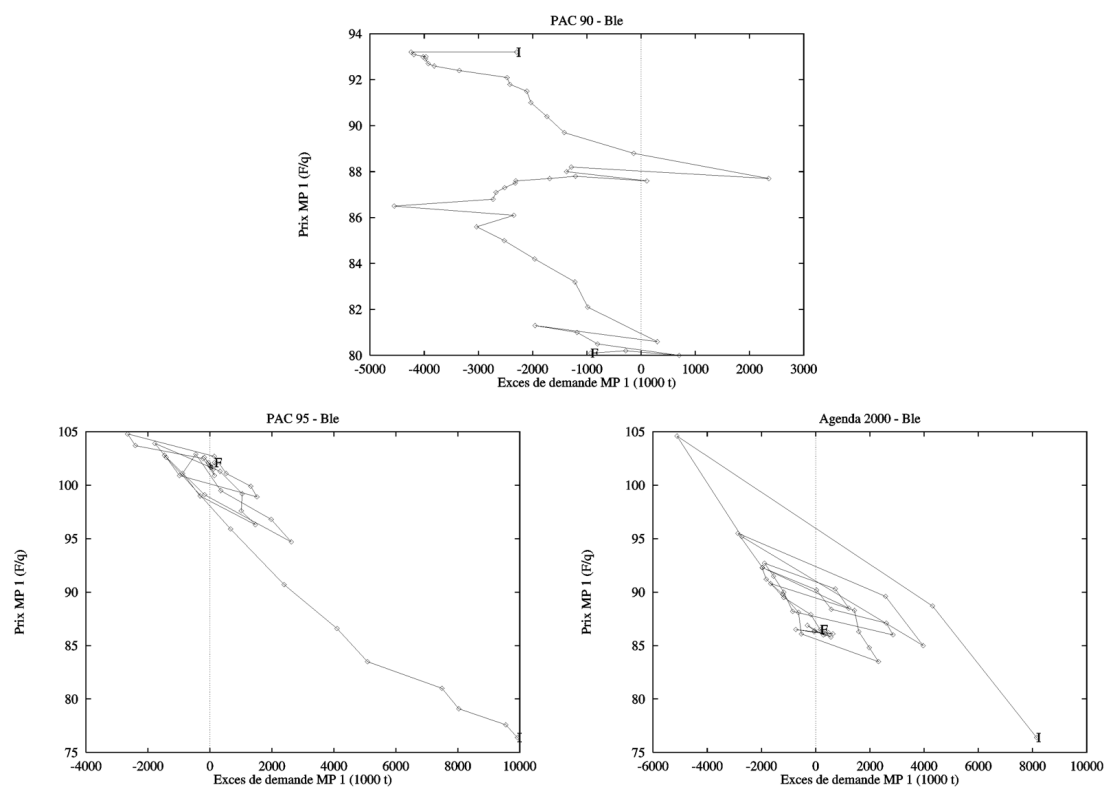 PAC 90 - Ble
94
92
90
88
86
84
82
80
Prix MP 1 (F/q)
I
F
-5000 -4000 -3000 -2000 -1000 0 1000 2000 3000
Exces de demande MP 1 (1000 t)
PAC 95 - Ble
105
100
95
90
85
80
75
Prix MP 1 (F/q)
F
I
-4000 -2000 0 2000 4000 6000 8000 10000
Exces de demande MP 1 (1000 t)
Agenda 2000 - Ble
105
100
95
90
85
80
75
Prix MP 1 (F/q)
F
I
-6000 -4000 -2000 0 2000 4000 6000 8000 10000
Exces de demande MP 1 (1000 t)